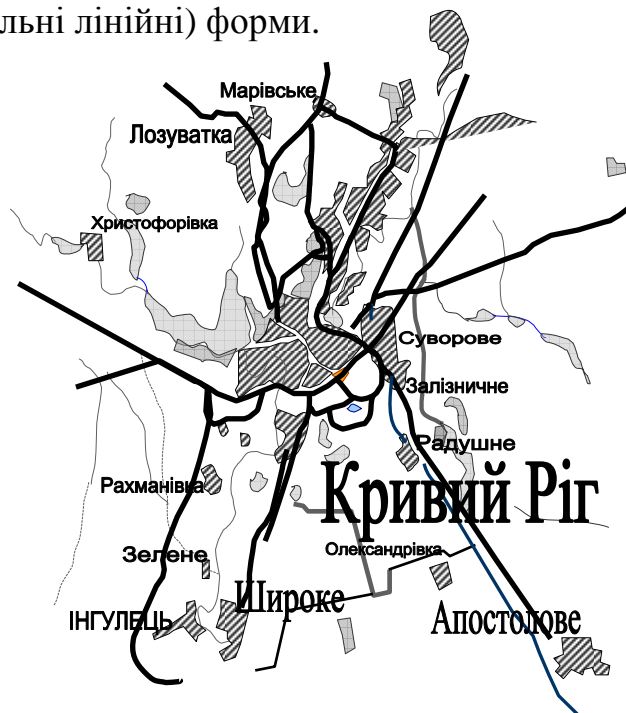 льні лінійні) форми.
Марівське
Лозуватка
Христофорівка
Суворове
Залізничне
Радушне
Кривий Ріг
Рахманівка
Олександрівка
Зелене
Широке
ІНГУЛЕЦЬ
Апостолове